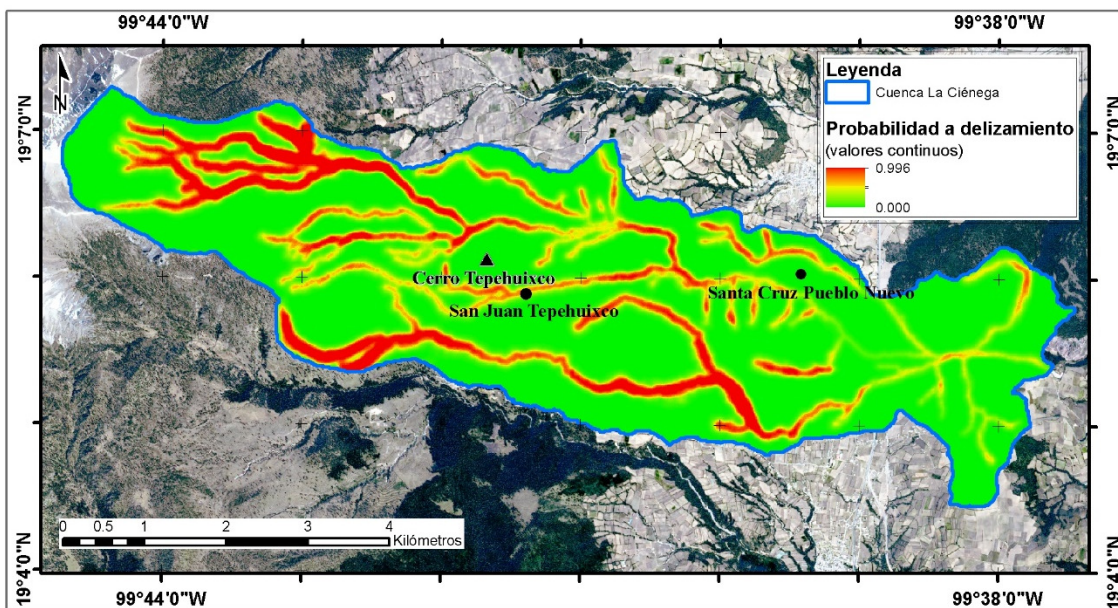 99°44'0"W
99°38'0"W
19°7'0"N
19°7'0"N
N
Leyenda
Cuenca La Ciénega
Probabilidad a delizamiento
(valores continuos)
0.996
0.000
Cerro Tepehuixco
San Juan Tepehuixco
Santa Cruz Pueblo Nuevo
0 0.5 1 2 3 4
Kilómetros
19°4'0"N
19°4'0"N
99°44'0"W
99°38'0"W